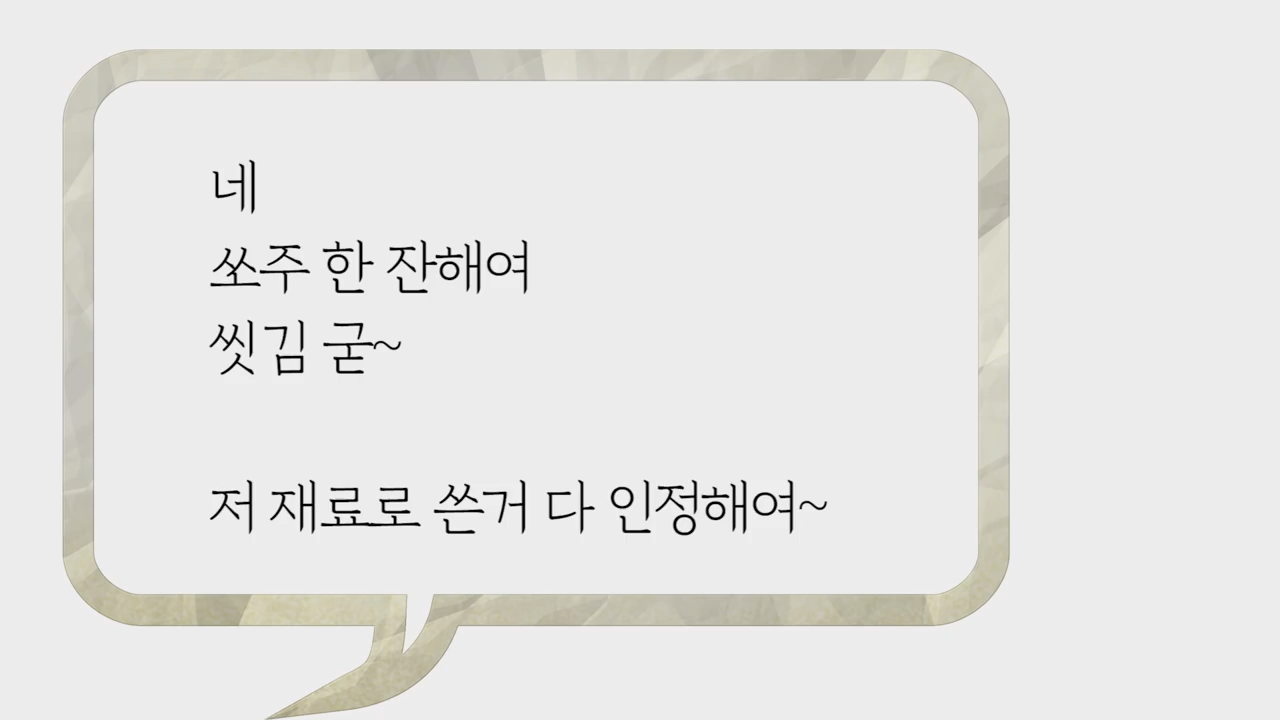 네
쏘주 한 잔해여
씻김 굳~
저 재료로 쓴거 다 인정해여~